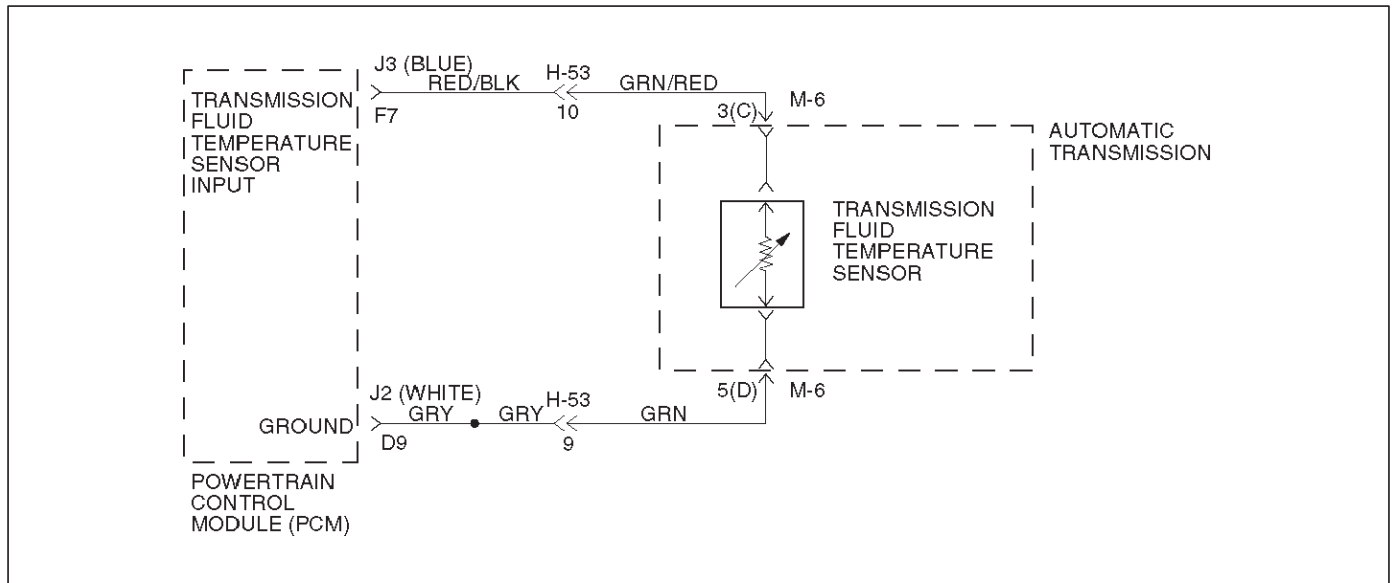 J3 (BLUE)
RED/BLK
H-53
GRN/RED
F7
10
3(C)
M-6
TRANSMISSION
FLUID
TEMPERATURE
SENSOR
INPUT
AUTOMATIC
TRANSMISSION
TRANSMISSION
FLUID
TEMPERATURE
SENSOR
J2 (WHITE)
GRY
GRY
H-53
GRN
5(D)
M-6
GROUND
D9
9
POWERTRAIN
CONTROL
MODULE (PCM)